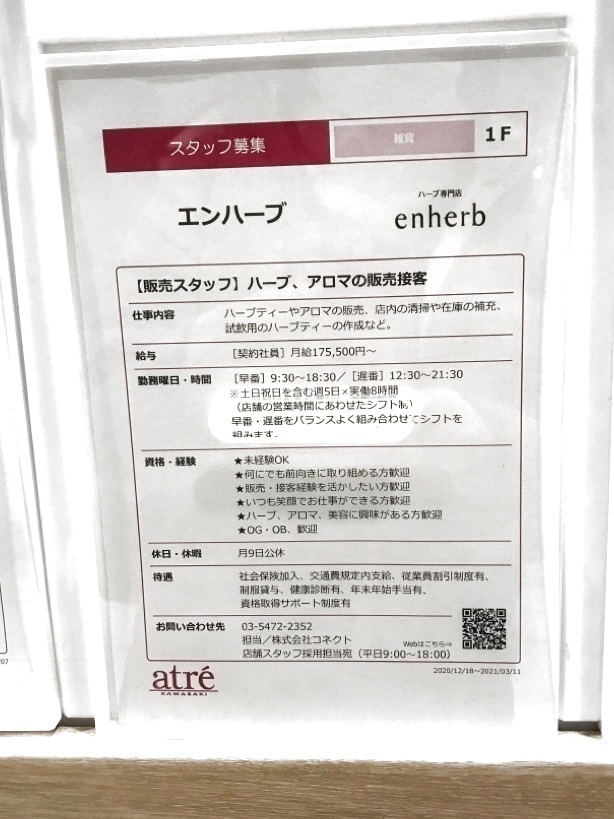 スタッフ募集
雑貨
1F
エンハーブ
ハーブ専門店
enherb
【販売スタッフ】ハーブ、アロマの販売接客
仕事内容
ハーブティーやアロマの販売、店内の清掃や在庫の補充、
試飲用のハーブティーの作成など。
給与
［契約社員］月給175,500円～
勤務曜日・時間
［早番］9:30～18:30／［遅番］12:30～21:30
※土日祝日を含む週5日×実働8時間
（店舗の営業時間にあわせたシフト制）
早番・遅番をバランスよく組み合わせてシフトを
組みます。
資格・経験
★未経験OK
★何にでも前向きに取り組める方歓迎
★販売・接客経験を活かしたい方歓迎
★いつも笑顔でお仕事ができる方歓迎
★ハーブ、アロマ、美容に興味がある方歓迎
★OG・OB、歓迎
休日・休暇
月9日公休
待遇
社会保険加入、交通費規定内支給、従業員割引制度有、
制服貸与、健康診断有、年末年始手当有、
資格取得サポート制度有
お問い合わせ先
03-5472-2352
担当／株式会社コネクト
店舗スタッフ採用担当宛（平日9:00～18:00）
Webはこちら⇒
atré
KAWASAKI
2020/12/18～2021/03/11
/07